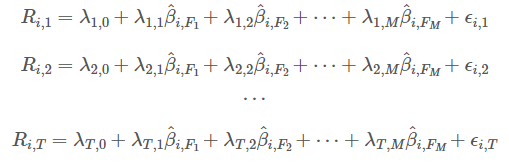 R_{i,1} = λ_{1,0} + λ_{1,1}β̂_{i,F_1} + λ_{1,2}β̂_{i,F_2} + ⋯ + λ_{1,M}β̂_{i,F_M} + ϵ_{i,1}
R_{i,2} = λ_{2,0} + λ_{2,1}β̂_{i,F_1} + λ_{2,2}β̂_{i,F_2} + ⋯ + λ_{2,M}β̂_{i,F_M} + ϵ_{i,2}
⋯
R_{i,T} = λ_{T,0} + λ_{T,1}β̂_{i,F_1} + λ_{T,2}β̂_{i,F_2} + ⋯ + λ_{T,M}β̂_{i,F_M} + ϵ_{i,T}